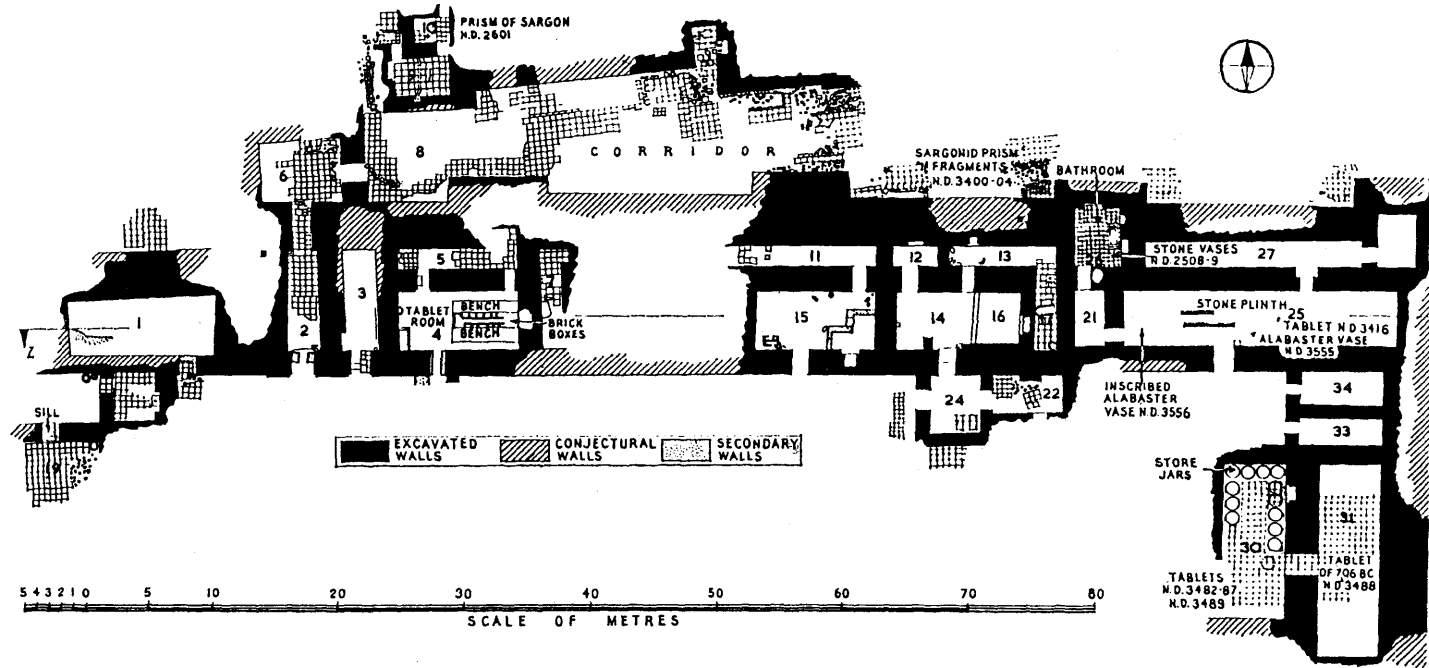 PRISM OF SARGON
N.D. 2601
10
8
CORRIDOR
6
SARGONID PRISM
FRAGMENTS
N.D. 3400-04
BATHROOM
5
11
12
13
STONE VASES
N.D. 2508-9
27
1
2
3
TABLET
ROOM
4
BENCH
BENCH
BRICK
BOXES
15
14
16
21
STONE PLINTH
25
TABLET N.D 3416
ALABASTER VASE
N.D 3555
Z
INSCRIBED
ALABASTER
VASE N.D. 3556
24
22
34
33
SILL
19
EXCAVATED
WALLS
CONJECTURAL
WALLS
SECONDARY
WALLS
STORE
JARS
30
31
TABLETS
N.D. 3482-87
N.D. 3489
TABLET
OF 706 BC
N.D 3488
5 4 3 2 1 0 5 10 20 30 40 50 60 70 80
SCALE OF METRES